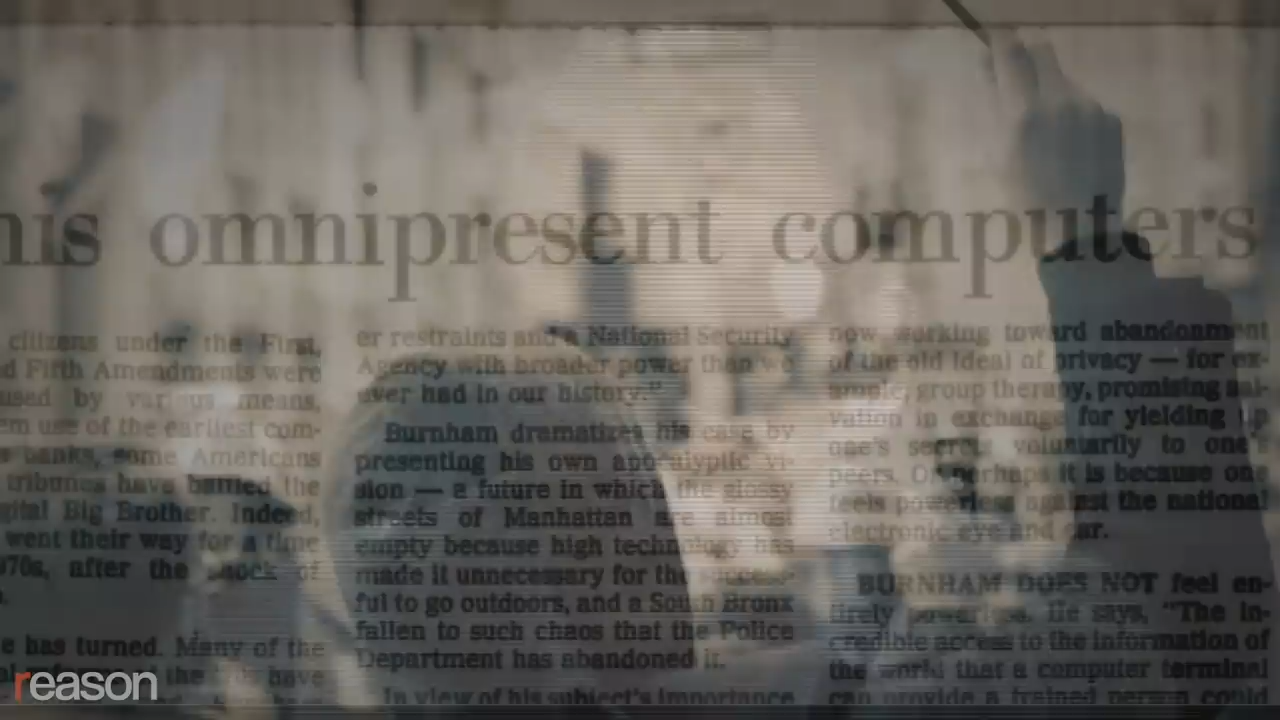 his omnipresent computers
citizens under the First,
d Fifth Amendments were
used by various means,
em use of the earliest com-
banks, some Americans
tribunes have battled the
gital Big Brother. Indeed,
went their way for a time
970s, after the shock of
e has turned. Many of the
the have
er restraints and a National Security
Agency with broader power than we
ever had in our history."
Burnham dramatizes his case by
presenting his own apocalyptic vi-
sion — a future in which the glossy
streets of Manhattan are almost
empty because high technology has
made it unnecessary for the success-
ful to go outdoors, and a South Bronx
fallen to such chaos that the Police
Department has abandoned it.
In view of his subject's importance
now working toward abandonment
of the old ideal of privacy — for ex-
ample, group therapy, promising sal-
vation in exchange for yielding up
one's secrets voluntarily to one's
peers. Or perhaps it is because one
feels powerless against the national
electronic eye and ear.
BURNHAM DOES NOT feel en-
tirely powerless. He says, "The in-
credible access to the information of
the world that a computer terminal
can provide a trained person could
reason